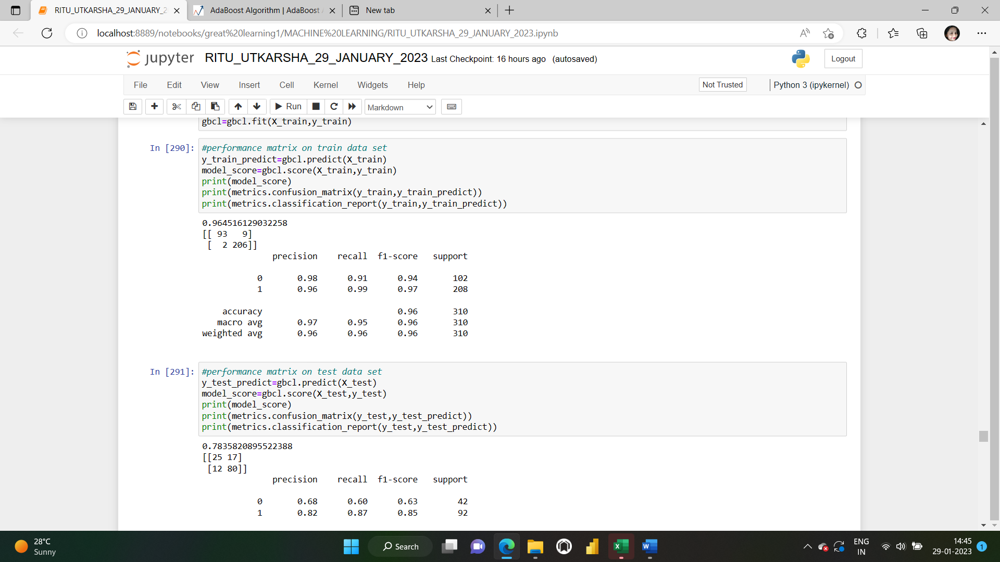 RITU_UTKARSHA_29_JANUARY_2
AdaBoost Algorithm | AdaBoost
New tab
localhost:8889/notebooks/great%20learning1/MACHINE%20LEARNING/RITU_UTKARSHA_29_JANUARY_2023.ipynb
jupyter RITU_UTKARSHA_29_JANUARY_2023 Last Checkpoint: 16 hours ago (autosaved)
Logout
File Edit View Insert Cell Kernel Widgets Help
Not Trusted
Python 3 (ipykernel)
Run
Markdown
gbcl=gbcl.fit(X_train,y_train)
In [290]: #performance matrix on train data set
y_train_predict=gbcl.predict(X_train)
model_score=gbcl.score(X_train,y_train)
print(model_score)
print(metrics.confusion_matrix(y_train,y_train_predict))
print(metrics.classification_report(y_train,y_train_predict))
0.964516129032258
[[ 93   9]
 [  2 206]]
precision recall f1-score support
0 0.98 0.91 0.94 102
1 0.96 0.99 0.97 208
accuracy 0.96 310
macro avg 0.97 0.95 0.96 310
weighted avg 0.96 0.96 0.96 310
In [291]: #performance matrix on test data set
y_test_predict=gbcl.predict(X_test)
model_score=gbcl.score(X_test,y_test)
print(model_score)
print(metrics.confusion_matrix(y_test,y_test_predict))
print(metrics.classification_report(y_test,y_test_predict))
0.7835820895522388
[[25 17]
 [12 80]]
precision recall f1-score support
0 0.68 0.60 0.63 42
1 0.82 0.87 0.85 92
28°C
Sunny
Search
ENG
IN
14:45
29-01-2023
1